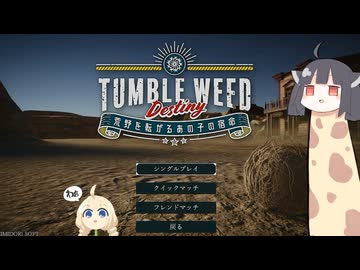 TUMBLE WEED
Destiny
荒野を転がるあの子の宿命
シングルプレイ
クイックマッチ
フレンドマッチ
戻る
IMIDORI SOFT